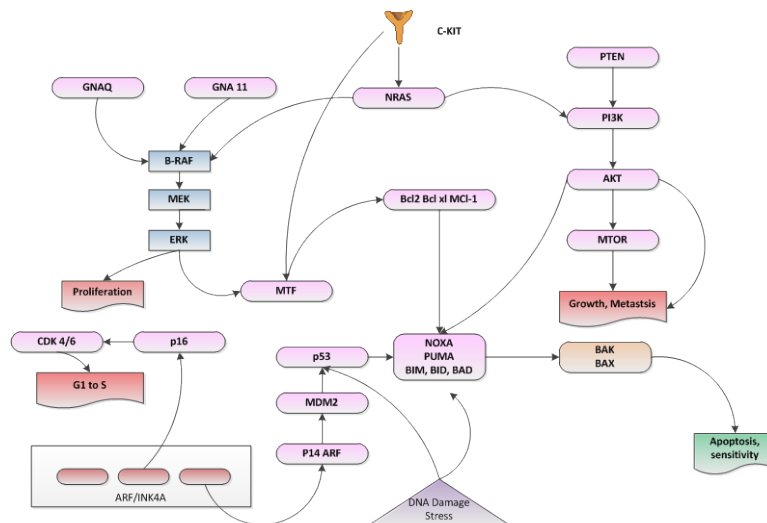 C-KIT
PTEN
GNAQ
GNA 11
NRAS
PI3K
B-RAF
MEK
AKT
Bcl2 Bcl xl MCl-1
ERK
MTOR
Proliferation
MTF
Growth, Metastsis
CDK 4/6
p16
p53
NOXA
PUMA
BIM, BID, BAD
BAK
BAX
G1 to S
MDM2
P14 ARF
Apoptosis,
sensitivity
ARF/INK4A
DNA Damage
Stress